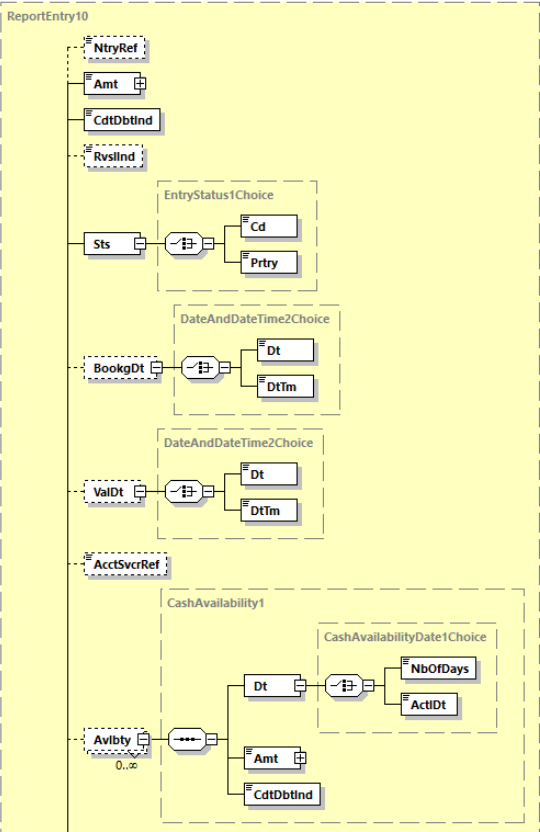 ReportEntry10
NtryRef
Amt
CdtDbtInd
RvslInd
EntryStatus1Choice
Cd
Sts
Prtry
DateAndDateTime2Choice
Dt
BookgDt
DtTm
DateAndDateTime2Choice
Dt
ValDt
DtTm
AcctSvcrRef
CashAvailability1
CashAvailabilityDate1Choice
NbOfDays
Dt
ActlDt
Avlbty
0..∞
Amt
CdtDbtInd